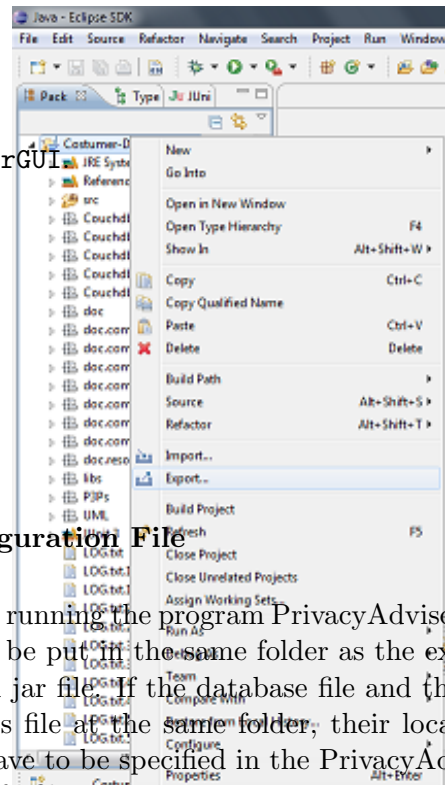 Java - Eclipse SDK
File Edit Source Refactor Navigate Search Project Run Window
Pack Type JUni
Costumer-D
rGUI.
JRE Syste
Referenc
src
Couchdl
Couchdl
Couchdl
Couchdl
Couchdl
doc
doc.com
doc.com
doc.com
doc.com
doc.com
doc.com
doc.reso
libs
P3Ps
UML
LOG.txt
LOG.txt.1
LOG.txt.1
New
Go Into
Open in New Window
Open Type Hierarchy F4
Show In Alt+Shift+W
Copy Ctrl+C
Copy Qualified Name
Paste Ctrl+V
Delete Delete
Build Path
Source Alt+Shift+S
Refactor Alt+Shift+T
Import...
Export...
Build Project
Refresh F5
Close Project
Close Unrelated Projects
Assign Working Sets...
Run As
Team
Compare With
Restore from Local History...
Configure
Properties Alt+Enter
guration File
running the program PrivacyAdvise
be put in the same folder as the ex
jar file. If the database file and th
s file at the same folder, their loca
ave to be specified in the PrivacyAd
Costum